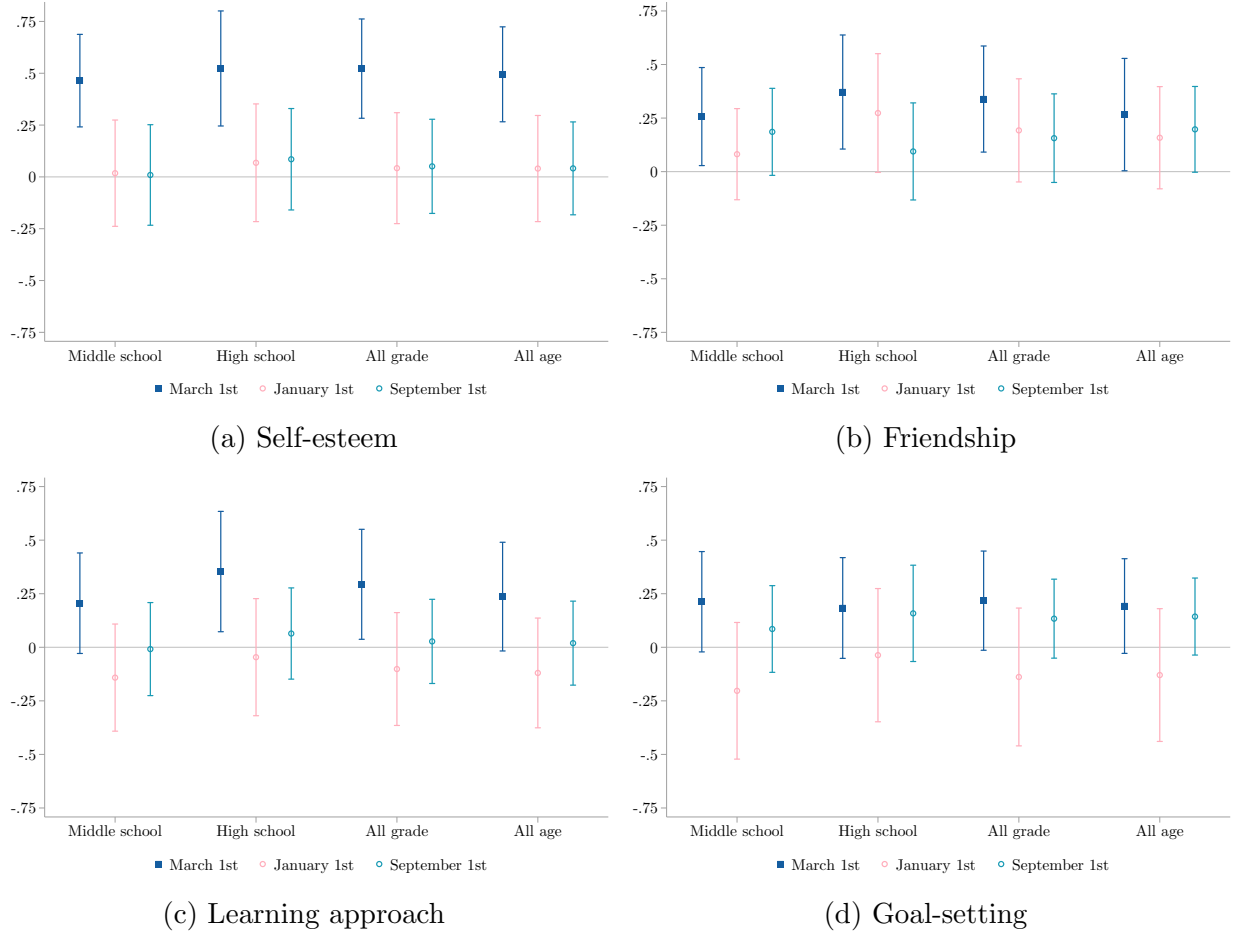 .75
.5
.25
0
-.25
-.5
-.75
Middle school High school All grade All age
March 1st January 1st September 1st
(a) Self-esteem
.75
.5
.25
0
-.25
-.5
-.75
Middle school High school All grade All age
March 1st January 1st September 1st
(b) Friendship
.75
.5
.25
0
-.25
-.5
-.75
Middle school High school All grade All age
March 1st January 1st September 1st
(c) Learning approach
.75
.5
.25
0
-.25
-.5
-.75
Middle school High school All grade All age
March 1st January 1st September 1st
(d) Goal-setting